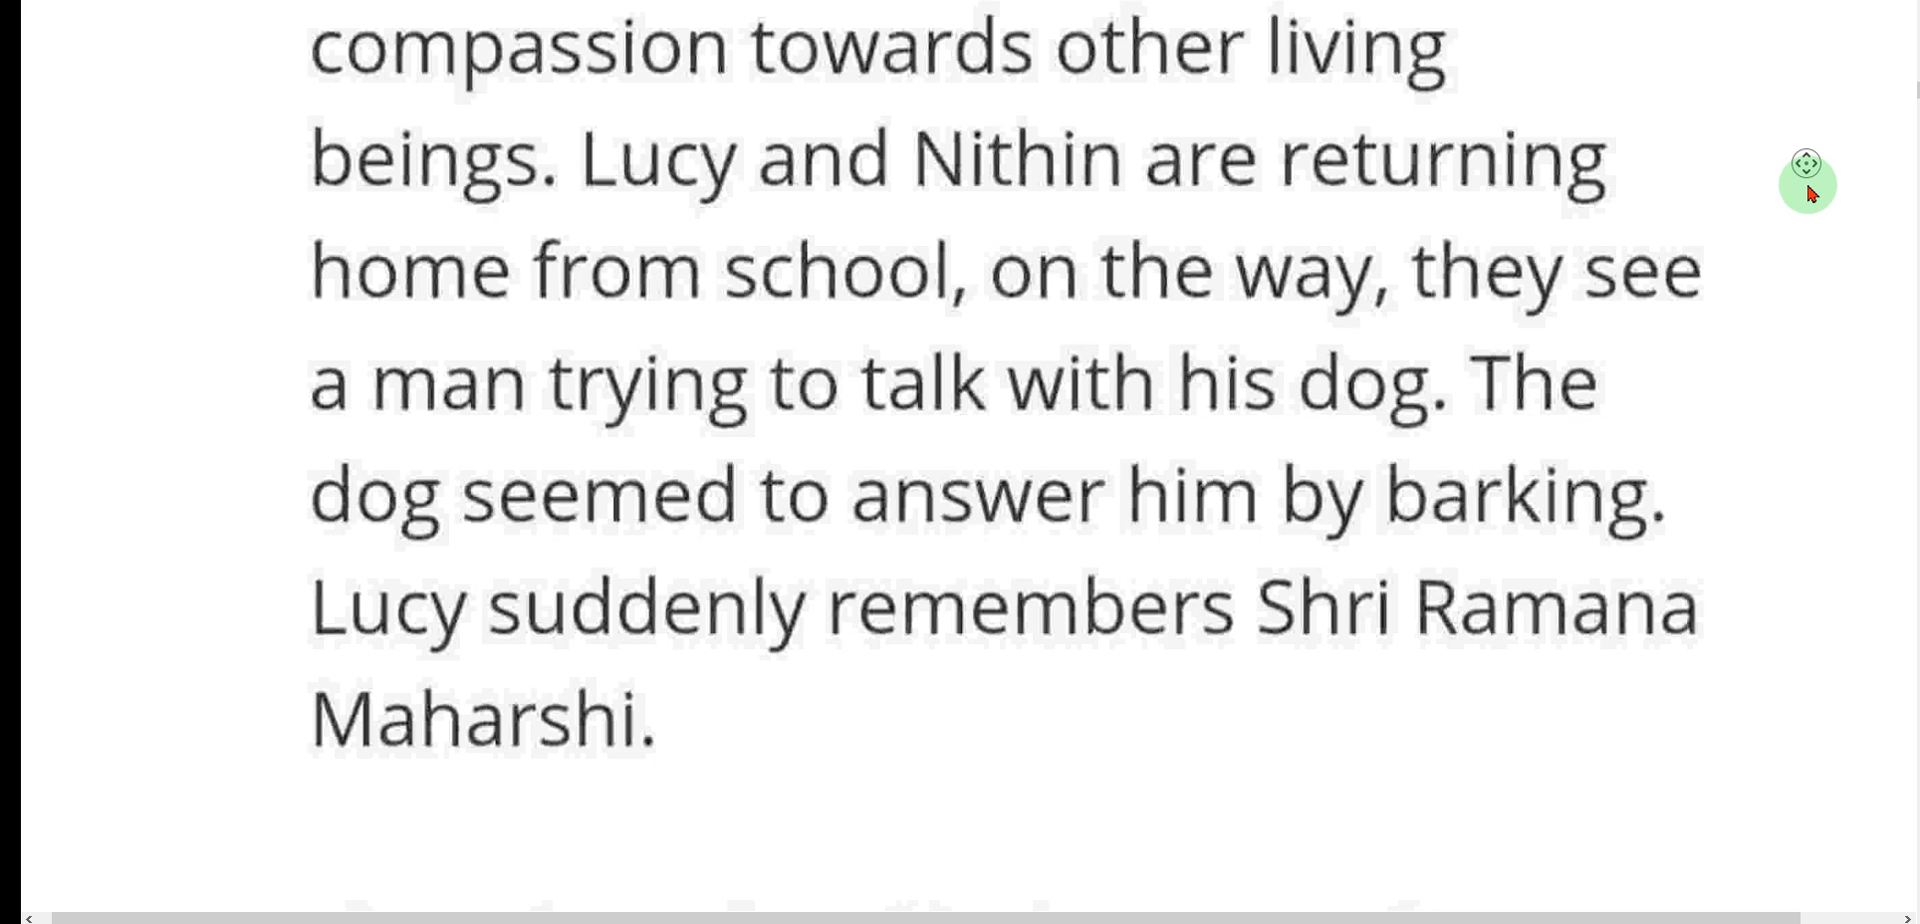 compassion towards other living
beings. Lucy and Nithin are returning
home from school, on the way, they see
a man trying to talk with his dog. The
dog seemed to answer him by barking.
Lucy suddenly remembers Shri Ramana
Maharshi.